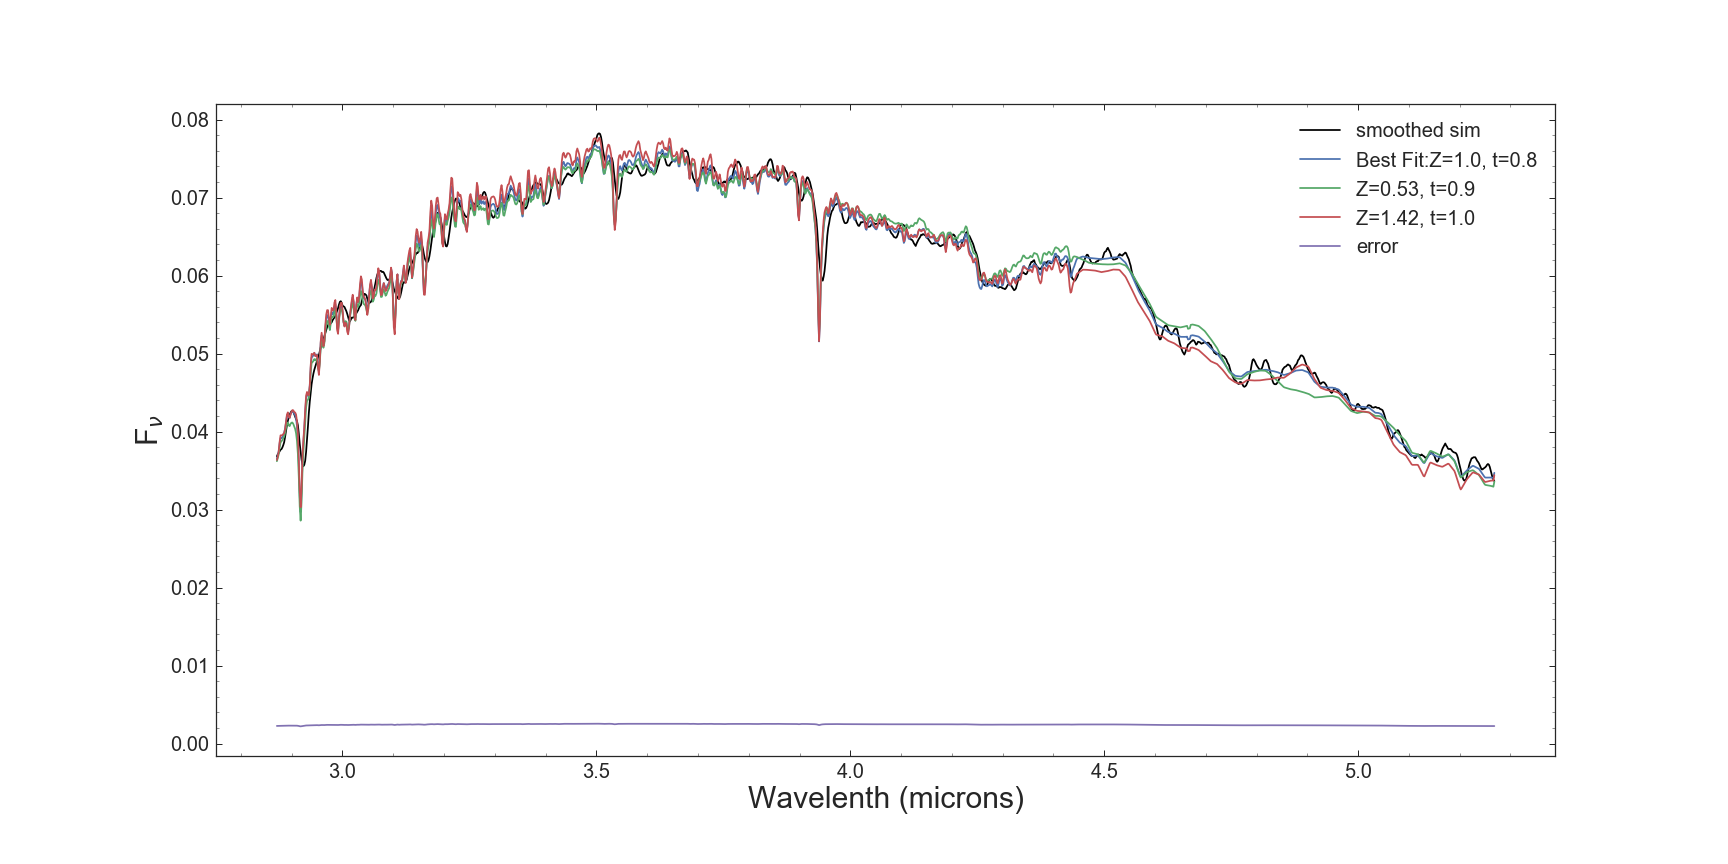 0.08
0.07
0.06
0.05
0.04
0.03
0.02
0.01
0.00
F_ν
smoothed sim
Best Fit:Z=1.0, t=0.8
Z=0.53, t=0.9
Z=1.42, t=1.0
error
3.0 3.5 4.0 4.5 5.0
Wavelenth (microns)